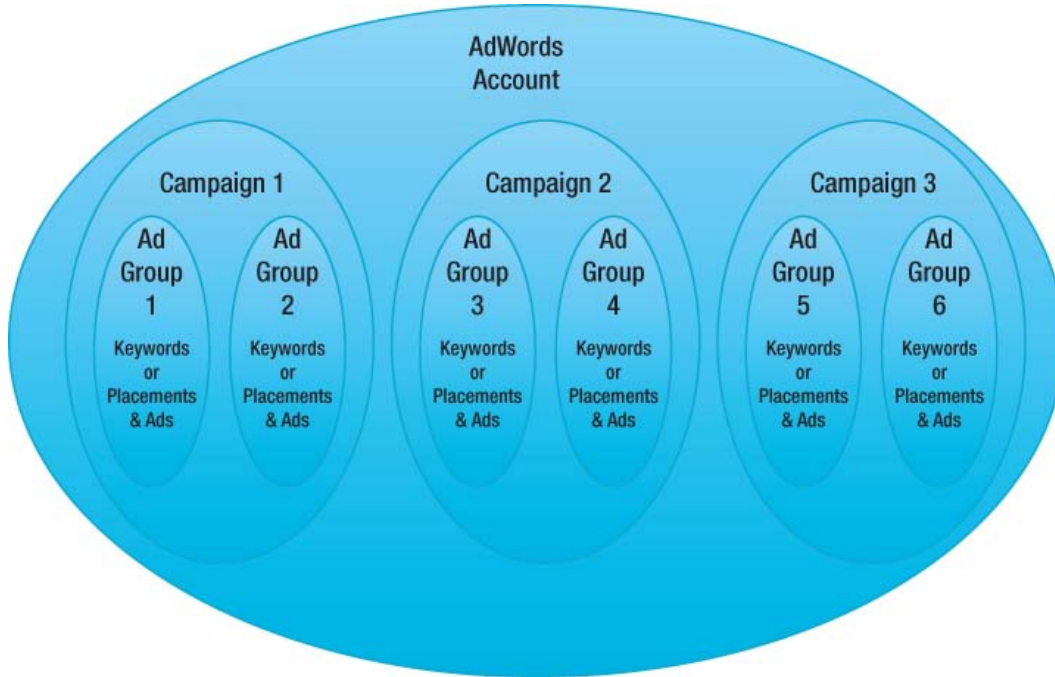 AdWords
Account
Campaign 1
Ad
Group
1
Keywords
or
Placements
& Ads
Ad
Group
2
Keywords
or
Placements
& Ads
Campaign 2
Ad
Group
3
Keywords
or
Placements
& Ads
Ad
Group
4
Keywords
or
Placements
& Ads
Campaign 3
Ad
Group
5
Keywords
or
Placements
& Ads
Ad
Group
6
Keywords
or
Placements
& Ads